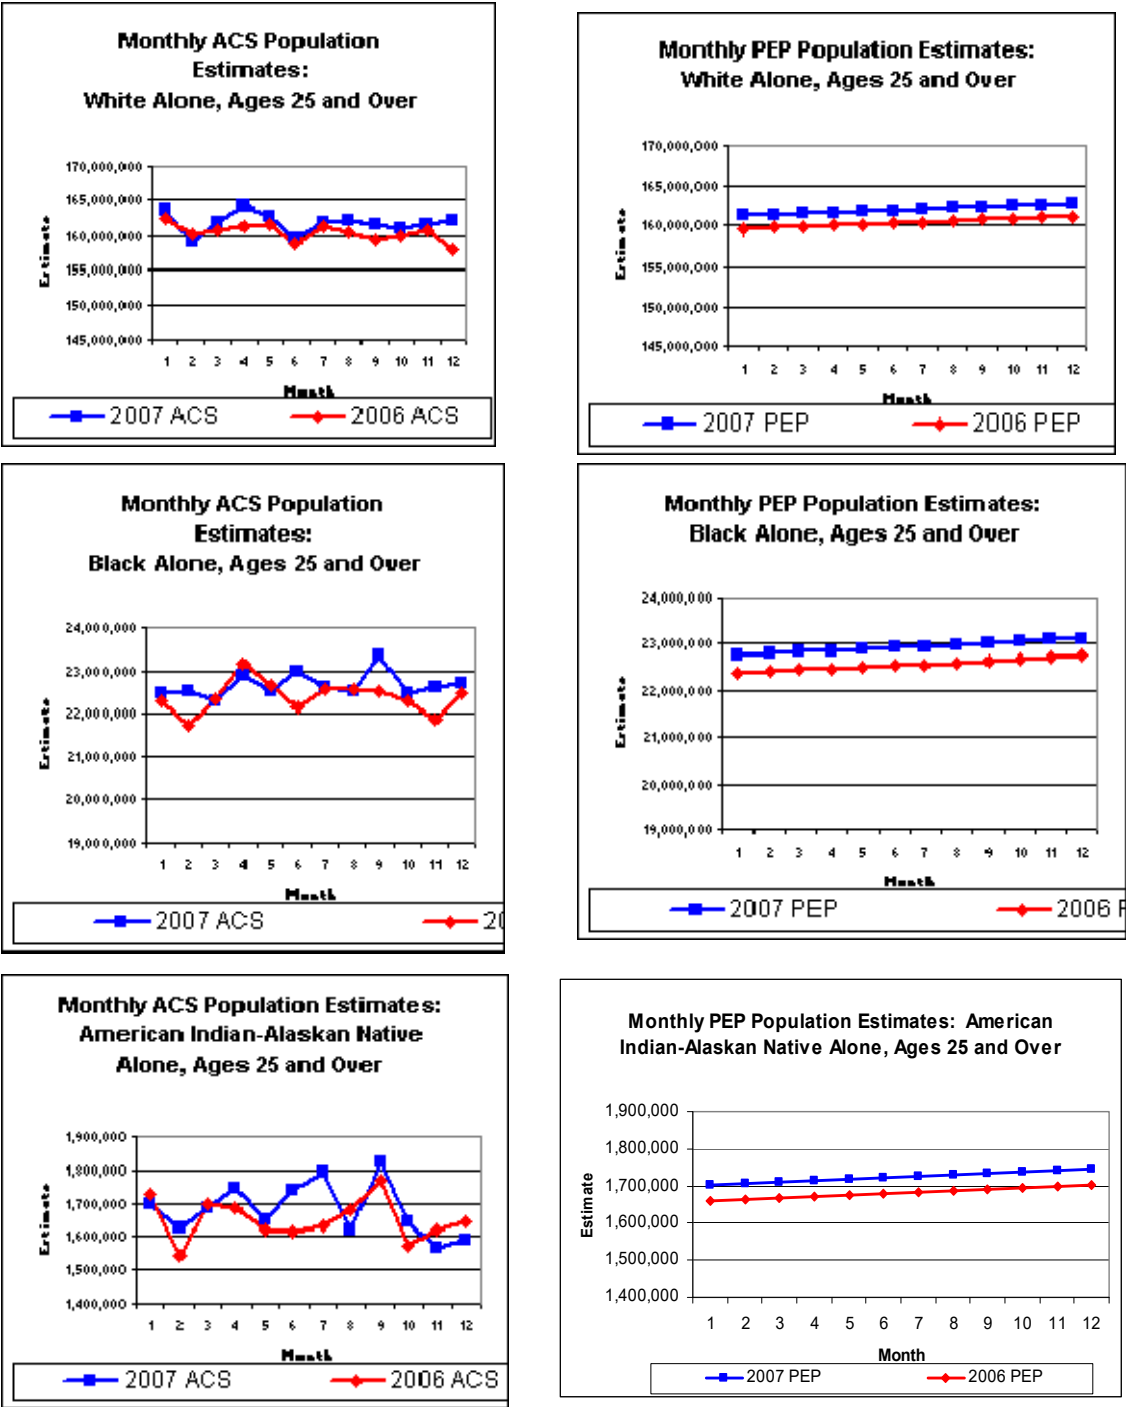 Monthly ACS Population
Estimates:
White Alone, Ages 25 and Over
170,000,000
165,000,000
160,000,000
155,000,000
150,000,000
145,000,000
Estimate
1 2 3 4 5 6 7 8 9 10 11 12
Month
2007 ACS 2006 ACS
Monthly PEP Population Estimates:
White Alone, Ages 25 and Over
170,000,000
165,000,000
160,000,000
155,000,000
150,000,000
145,000,000
Estimate
1 2 3 4 5 6 7 8 9 10 11 12
Month
2007 PEP 2006 PEP
Monthly ACS Population
Estimates:
Black Alone, Ages 25 and Over
24,000,000
23,000,000
22,000,000
21,000,000
20,000,000
19,000,000
Estimate
1 2 3 4 5 6 7 8 9 10 11 12
Month
2007 ACS 20
Monthly PEP Population Estimates:
Black Alone, Ages 25 and Over
24,000,000
23,000,000
22,000,000
21,000,000
20,000,000
19,000,000
Estimate
1 2 3 4 5 6 7 8 9 10 11 12
Month
2007 PEP 2006 P
Monthly ACS Population Estimates:
American Indian-Alaskan Native
Alone, Ages 25 and Over
1,900,000
1,800,000
1,700,000
1,600,000
1,500,000
1,400,000
Estimate
1 2 3 4 5 6 7 8 9 10 11 12
Month
2007 ACS 2006 ACS
Monthly PEP Population Estimates: American
Indian-Alaskan Native Alone, Ages 25 and Over
1,900,000
1,800,000
1,700,000
1,600,000
1,500,000
1,400,000
Estimate
1 2 3 4 5 6 7 8 9 10 11 12
Month
2007 PEP 2006 PEP